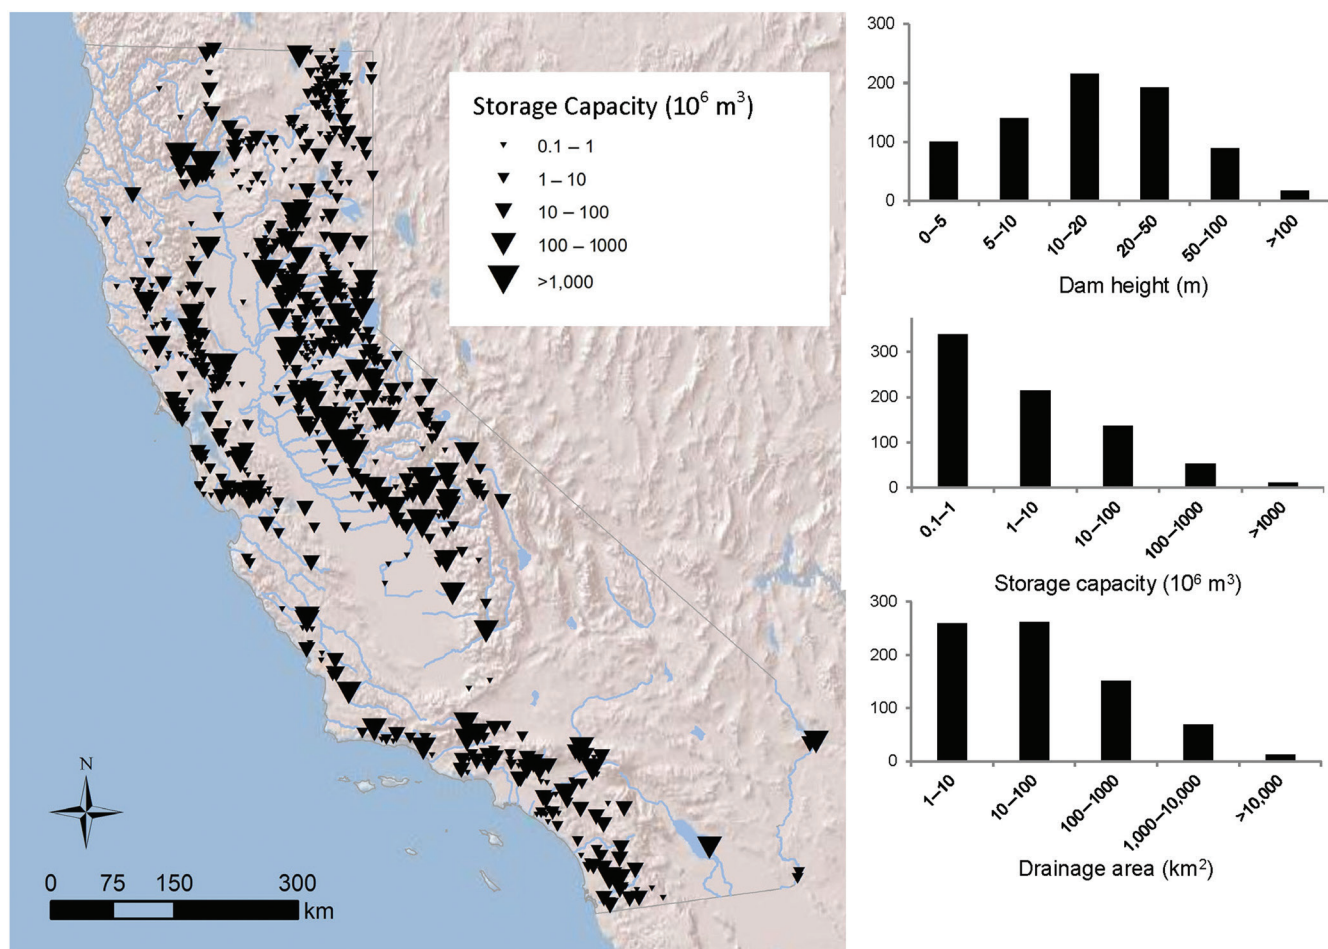 Storage Capacity (10⁶ m³)
0.1 – 1
1 – 10
10 – 100
100 – 1000
>1,000
N
0 75 150 300
km
300
200
100
0
0–5 5–10 10–20 20–50 50–100 >100
Dam height (m)
300
200
100
0
0.1–1 1–10 10–100 100–1000 >1000
Storage capacity (10⁶ m³)
300
200
100
0
1–10 10–100 100–1000 1,000–10,000 >10,000
Drainage area (km²)